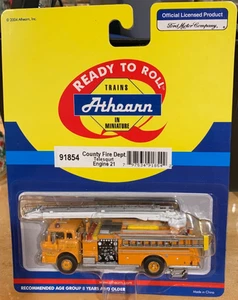 © 2004 Athearn, Inc.
Official Licensed Product
Ford Motor Company
READY TO ROLL
TRAINS
Athearn
IN
MINIATURE
91854
County Fire Dept.
Telesqurt
Engine 21
RECOMMENDED AGE GROUP 8 YEARS AND OLDER
Made in China